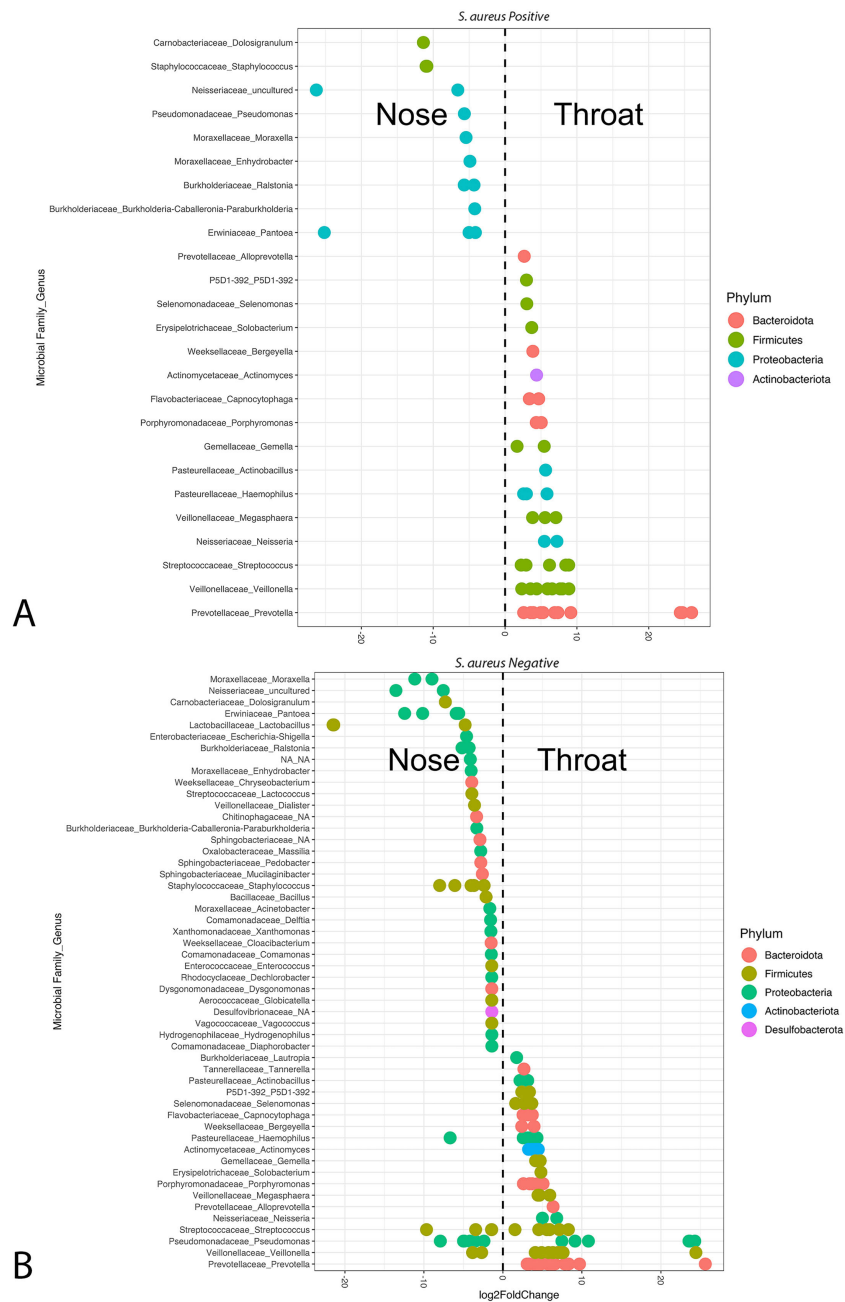 S. aureus Positive
Carnobacteriaceae_Dolosigranulum
Staphylococcaceae_Staphylococcus
Neisseriaceae_uncultured
Pseudomonadaceae_Pseudomonas
Moraxellaceae_Moraxella
Moraxellaceae_Enhydrobacter
Burkholderiaceae_Ralstonia
Burkholderiaceae_Burkholderia-Caballeronia-Paraburkholderia
Erwiniaceae_Pantoea
Prevotellaceae_Alloprevotella
P5D1-392_P5D1-392
Selenomonadaceae_Selenomonas
Erysipelotrichaceae_Solobacterium
Weeksellaceae_Bergeyella
Actinomycetaceae_Actinomyces
Flavobacteriaceae_Capnocytophaga
Porphyromonadaceae_Porphyromonas
Gemellaceae_Gemella
Pasteurellaceae_Actinobacillus
Pasteurellaceae_Haemophilus
Veillonellaceae_Megasphaera
Neisseriaceae_Neisseria
Streptococcaceae_Streptococcus
Veillonellaceae_Veillonella
Prevotellaceae_Prevotella
Microbial Family_Genus
Nose
Throat
-20
-10
0
10
20
Phylum
Bacteroidota
Firmicutes
Proteobacteria
Actinobacteriota
A
S. aureus Negative
Moraxellaceae_Moraxella
Neisseriaceae_uncultured
Carnobacteriaceae_Dolosigranulum
Erwiniaceae_Pantoea
Lactobacillaceae_Lactobacillus
Enterobacteriaceae_Escherichia-Shigella
Burkholderiaceae_Ralstonia
NA_NA
Moraxellaceae_Enhydrobacter
Weeksellaceae_Chryseobacterium
Streptococcaceae_Lactococcus
Veillonellaceae_Dialister
Chitinophagaceae_NA
Burkholderiaceae_Burkholderia-Caballeronia-Paraburkholderia
Sphingobacteriaceae_NA
Oxalobacteraceae_Massilia
Sphingobacteriaceae_Pedobacter
Sphingobacteriaceae_Mucilaginibacter
Staphylococcaceae_Staphylococcus
Bacillaceae_Bacillus
Moraxellaceae_Acinetobacter
Comamonadaceae_Delftia
Xanthomonadaceae_Xanthomonas
Weeksellaceae_Cloacibacterium
Comamonadaceae_Comamonas
Enterococcaceae_Enterococcus
Rhodocyclaceae_Dechlorobacter
Dysgonomonadaceae_Dysgonomonas
Aerococcaceae_Globicatella
Desulfovibrionaceae_NA
Vagococcaceae_Vagococcus
Hydrogenophilaceae_Hydrogenophilus
Comamonadaceae_Diaphorobacter
Burkholderiaceae_Lautropia
Tannerellaceae_Tannerella
Pasteurellaceae_Actinobacillus
P5D1-392_P5D1-392
Selenomonadaceae_Selenomonas
Flavobacteriaceae_Capnocytophaga
Weeksellaceae_Bergeyella
Pasteurellaceae_Haemophilus
Actinomycetaceae_Actinomyces
Gemellaceae_Gemella
Erysipelotrichaceae_Solobacterium
Porphyromonadaceae_Porphyromonas
Veillonellaceae_Megasphaera
Prevotellaceae_Alloprevotella
Neisseriaceae_Neisseria
Streptococcaceae_Streptococcus
Pseudomonadaceae_Pseudomonas
Veillonellaceae_Veillonella
Prevotellaceae_Prevotella
Microbial Family_Genus
Nose
Throat
-20
-10
0
10
20
log2FoldChange
Phylum
Bacteroidota
Firmicutes
Proteobacteria
Actinobacteriota
Desulfobacterota
B